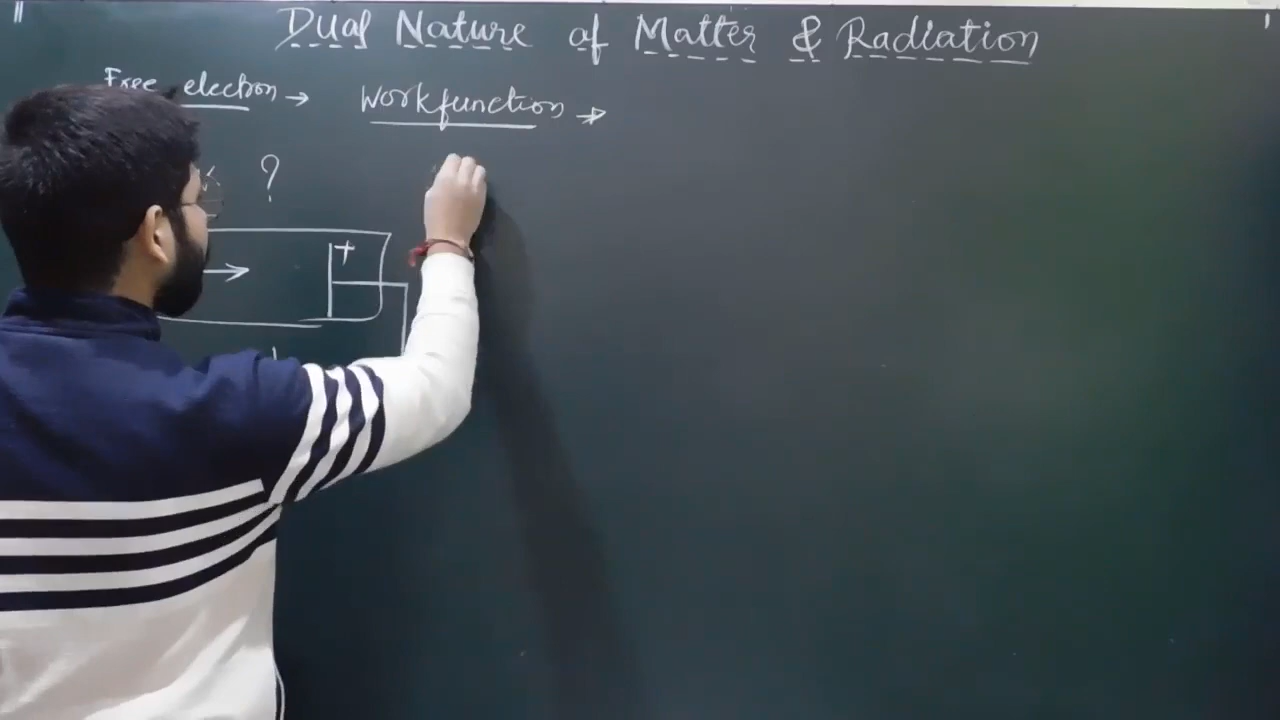 Dual Nature of Matter & Radiation
Free electron → Workfunction →
?
+